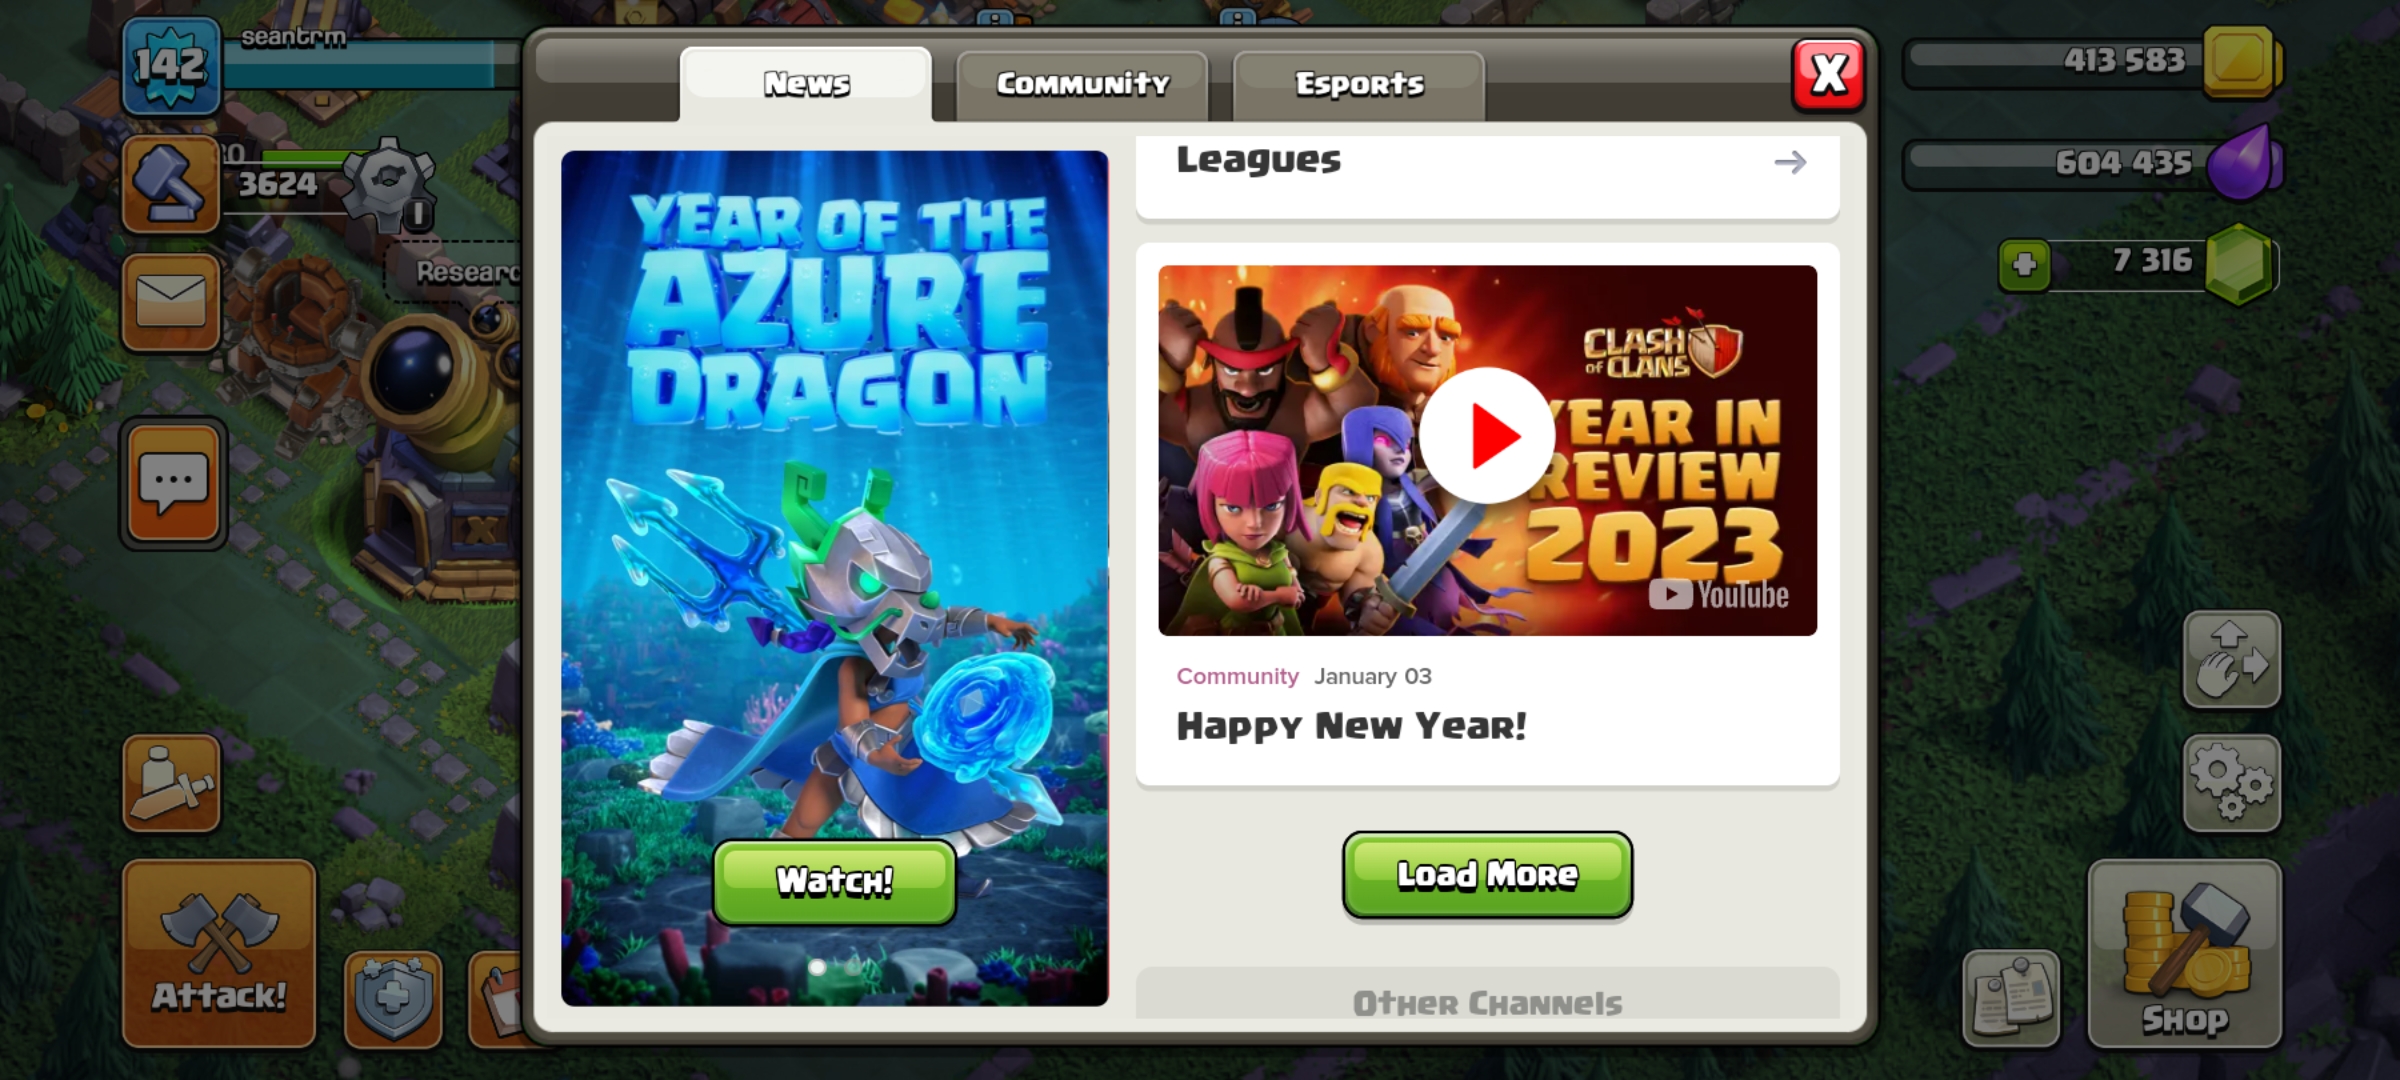 142
seantrm
3624
Researc
News
Community
Esports
X
413 583
604 435
7 316
YEAR OF THE
AZURE
DRAGON
Watch!
Leagues
CLASH
OF CLANS
YEAR IN
REVIEW
2023
YouTube
Community January 03
Happy New Year!
Load More
Other Channels
Attack!
Shop